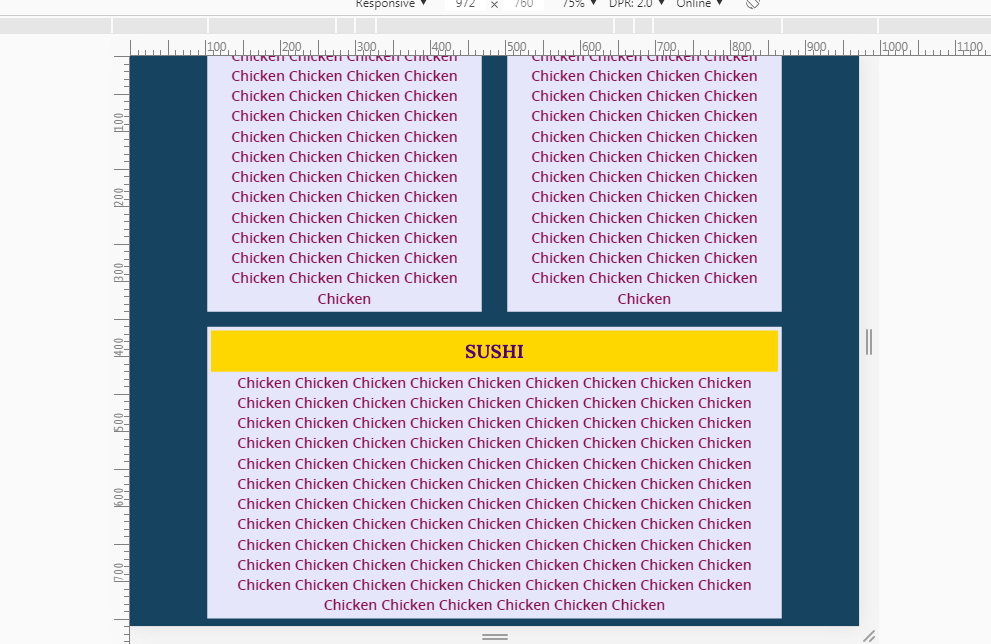 Responsive ▼ 972 × 760 75% ▼ DPR: 2.0 ▼ Online ▼
100 200 300 400 500 600 700 800 900 1000 1100
Chicken Chicken Chicken Chicken Chicken Chicken Chicken Chicken
Chicken Chicken Chicken Chicken Chicken Chicken Chicken Chicken
100
Chicken Chicken Chicken Chicken Chicken Chicken Chicken Chicken
Chicken Chicken Chicken Chicken Chicken Chicken Chicken Chicken
Chicken Chicken Chicken Chicken Chicken Chicken Chicken Chicken
Chicken Chicken Chicken Chicken Chicken Chicken Chicken Chicken
Chicken Chicken Chicken Chicken Chicken Chicken Chicken Chicken
200
Chicken Chicken Chicken Chicken Chicken Chicken Chicken Chicken
Chicken Chicken Chicken Chicken Chicken Chicken Chicken Chicken
Chicken Chicken Chicken Chicken Chicken Chicken Chicken Chicken
Chicken Chicken Chicken Chicken Chicken Chicken Chicken Chicken
300
Chicken Chicken Chicken Chicken Chicken Chicken Chicken Chicken
Chicken Chicken
400
SUSHI
Chicken Chicken Chicken Chicken Chicken Chicken Chicken Chicken Chicken
Chicken Chicken Chicken Chicken Chicken Chicken Chicken Chicken Chicken
500
Chicken Chicken Chicken Chicken Chicken Chicken Chicken Chicken Chicken
Chicken Chicken Chicken Chicken Chicken Chicken Chicken Chicken Chicken
Chicken Chicken Chicken Chicken Chicken Chicken Chicken Chicken Chicken
Chicken Chicken Chicken Chicken Chicken Chicken Chicken Chicken Chicken
600
Chicken Chicken Chicken Chicken Chicken Chicken Chicken Chicken Chicken
Chicken Chicken Chicken Chicken Chicken Chicken Chicken Chicken Chicken
Chicken Chicken Chicken Chicken Chicken Chicken Chicken Chicken Chicken
Chicken Chicken Chicken Chicken Chicken Chicken Chicken Chicken Chicken
700
Chicken Chicken Chicken Chicken Chicken Chicken Chicken Chicken Chicken
Chicken Chicken Chicken Chicken Chicken Chicken